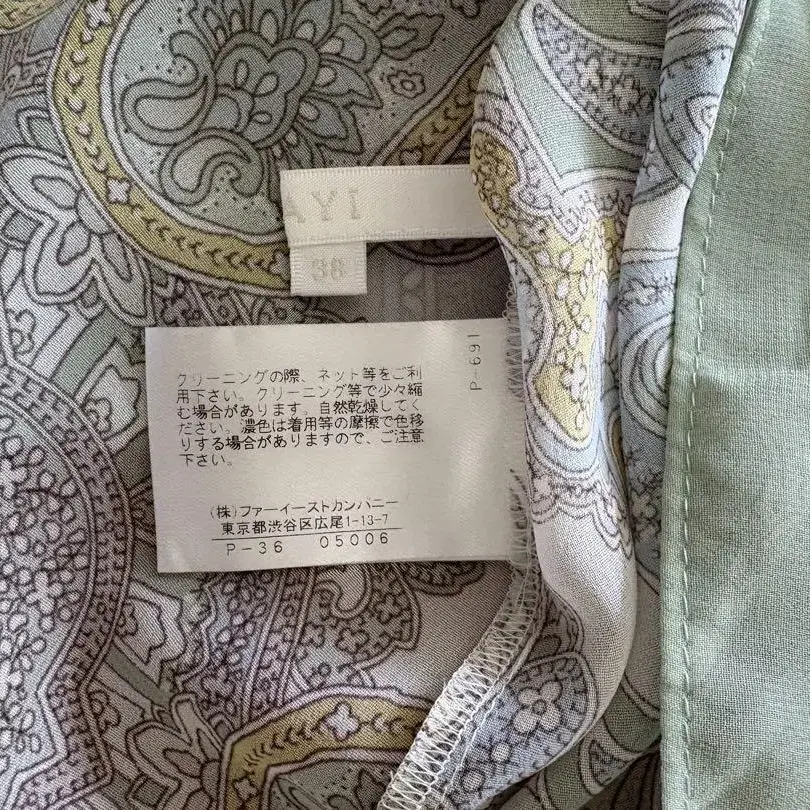 AYI
38
P-691
クリーニングの際、ネット等をご利
用下さい。クリーニング等で少々縮
む場合があります。自然乾燥してく
ださい。濃色は着用等の摩擦で色移
りする場合がありますので、ご注意
下さい。
(株)ファーイーストカンパニー
東京都渋谷区広尾1-13-7
P-36 05006